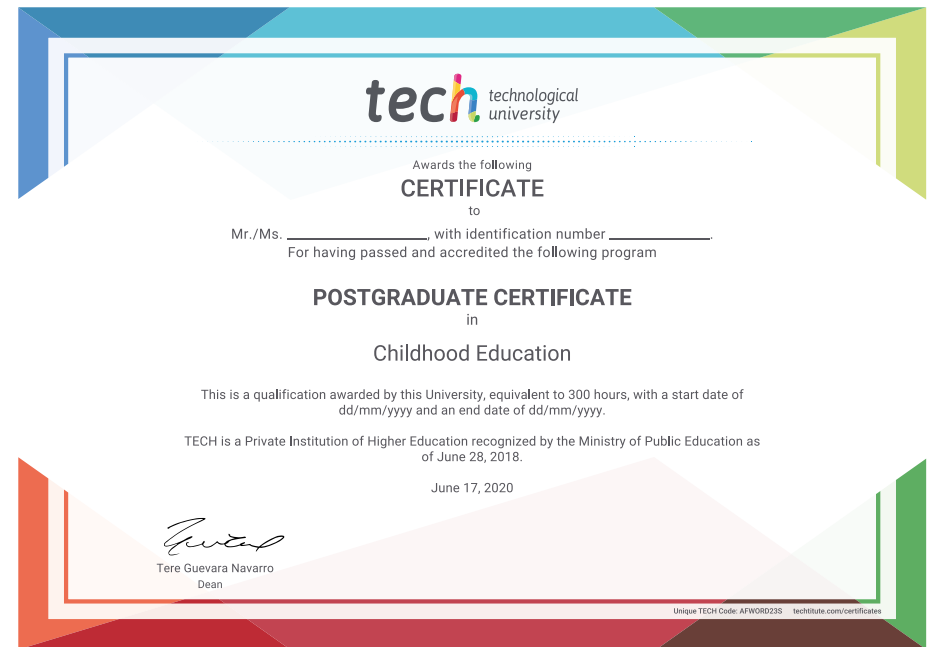 tech technological
university
Awards the following
CERTIFICATE
to
Mr./Ms. ____________________, with identification number ______________.
For having passed and accredited the following program
POSTGRADUATE CERTIFICATE
in
Childhood Education
This is a qualification awarded by this University, equivalent to 300 hours, with a start date of
dd/mm/yyyy and an end date of dd/mm/yyyy.
TECH is a Private Institution of Higher Education recognized by the Ministry of Public Education as
of June 28, 2018.
June 17, 2020
Tere Guevara Navarro
Dean
Unique TECH Code: AFWORD23S techtitute.com/certificates